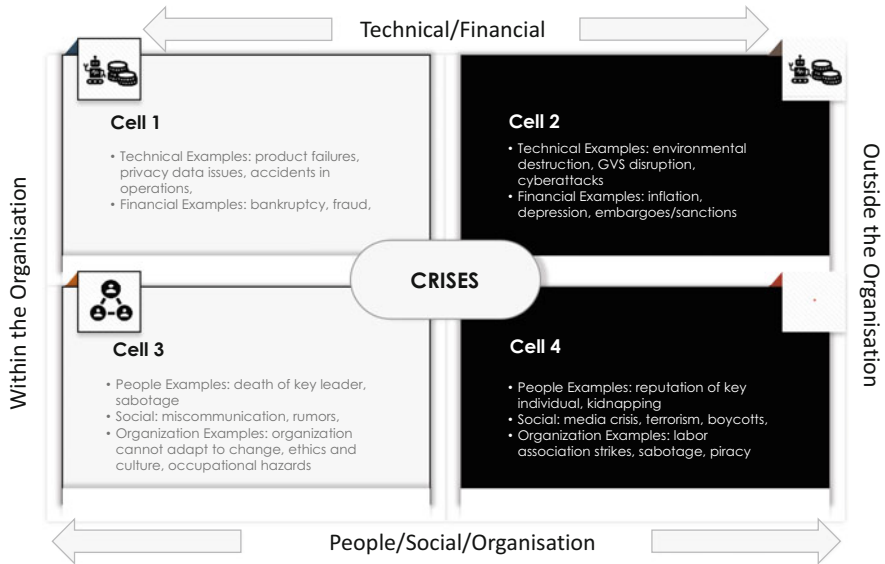 Technical/Financial
Within the Organisation
Outside the Organisation
Cell 1
• Technical Examples: product failures,
privacy data issues, accidents in
operations,
• Financial Examples: bankruptcy, fraud,
Cell 2
• Technical Examples: environmental
destruction, GVS disruption,
cyberattacks
• Financial Examples: inflation,
depression, embargoes/sanctions
CRISES
Cell 3
• People Examples: death of key leader,
sabotage
• Social: miscommunication, rumors,
• Organization Examples: organization
cannot adapt to change, ethics and
culture, occupational hazards
Cell 4
• People Examples: reputation of key
individual, kidnapping
• Social: media crisis, terrorism, boycotts,
• Organization Examples: labor
association strikes, sabotage, piracy
People/Social/Organisation